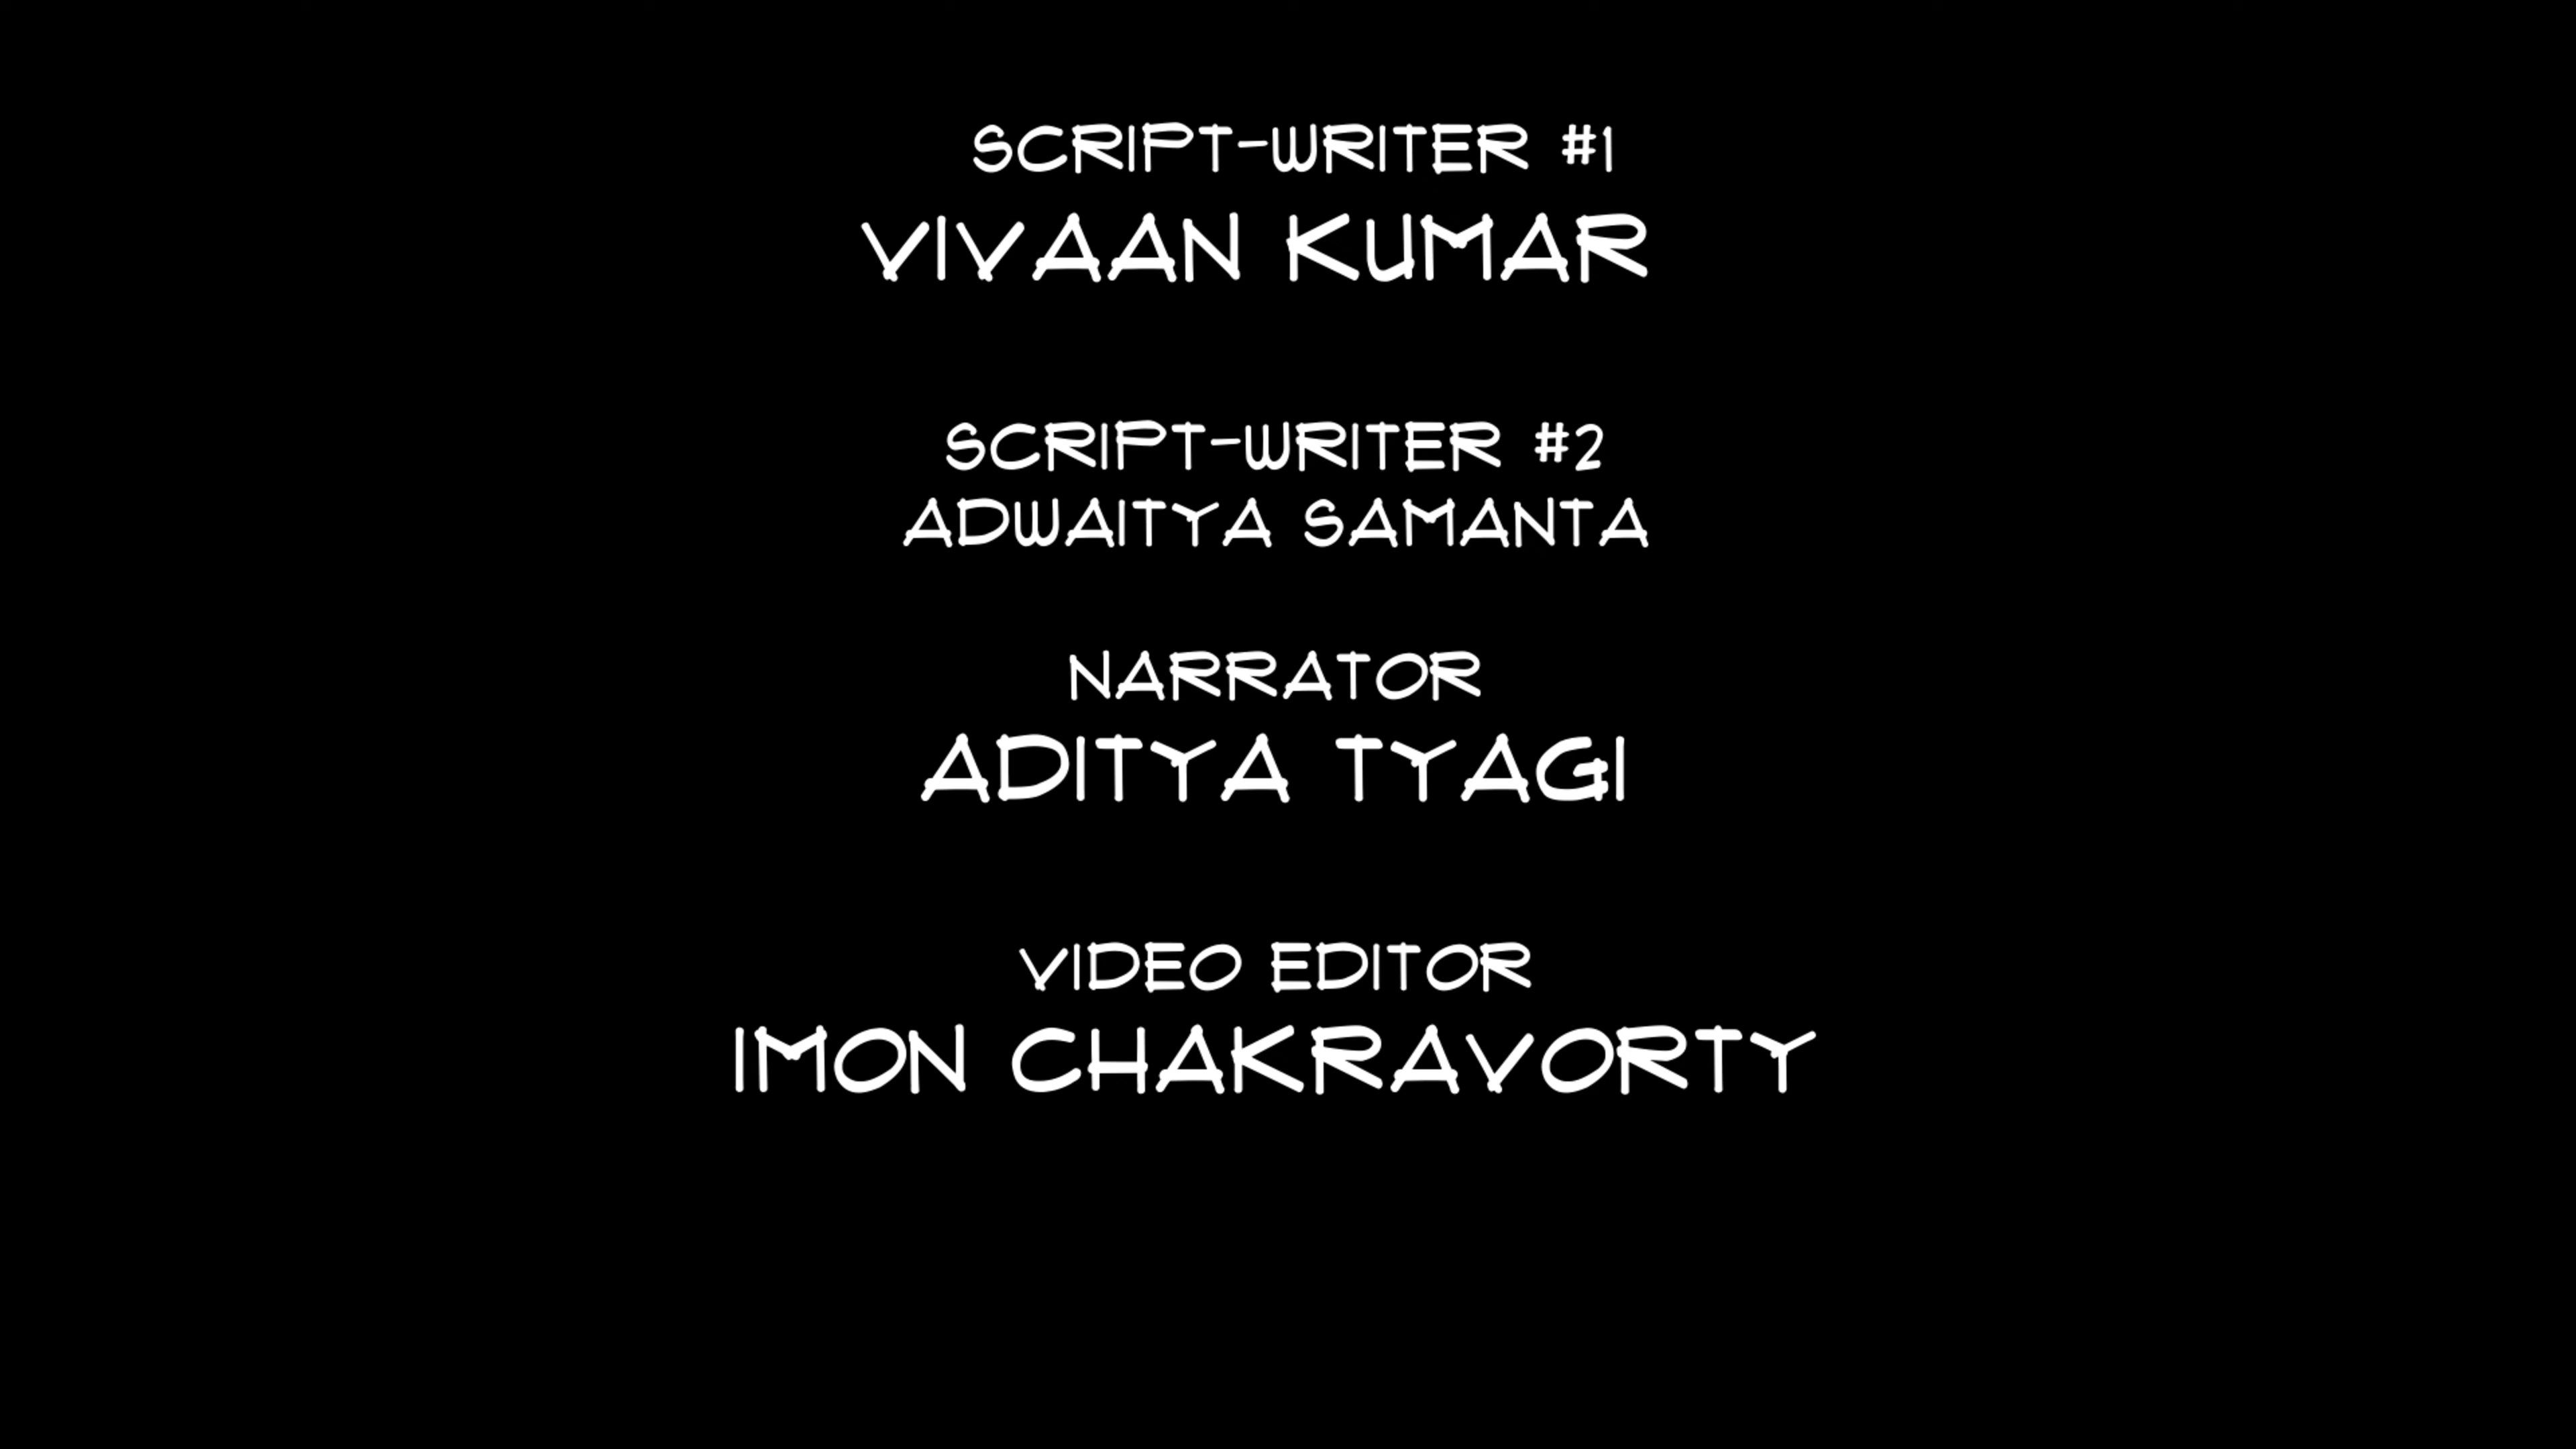 SCRIPT-WRITER #1
VIVAAN KUMAR
SCRIPT-WRITER #2
ADWAITYA SAMANTA
NARRATOR
ADITYA TYAGI
VIDEO EDITOR
IMON CHAKRAVORTY